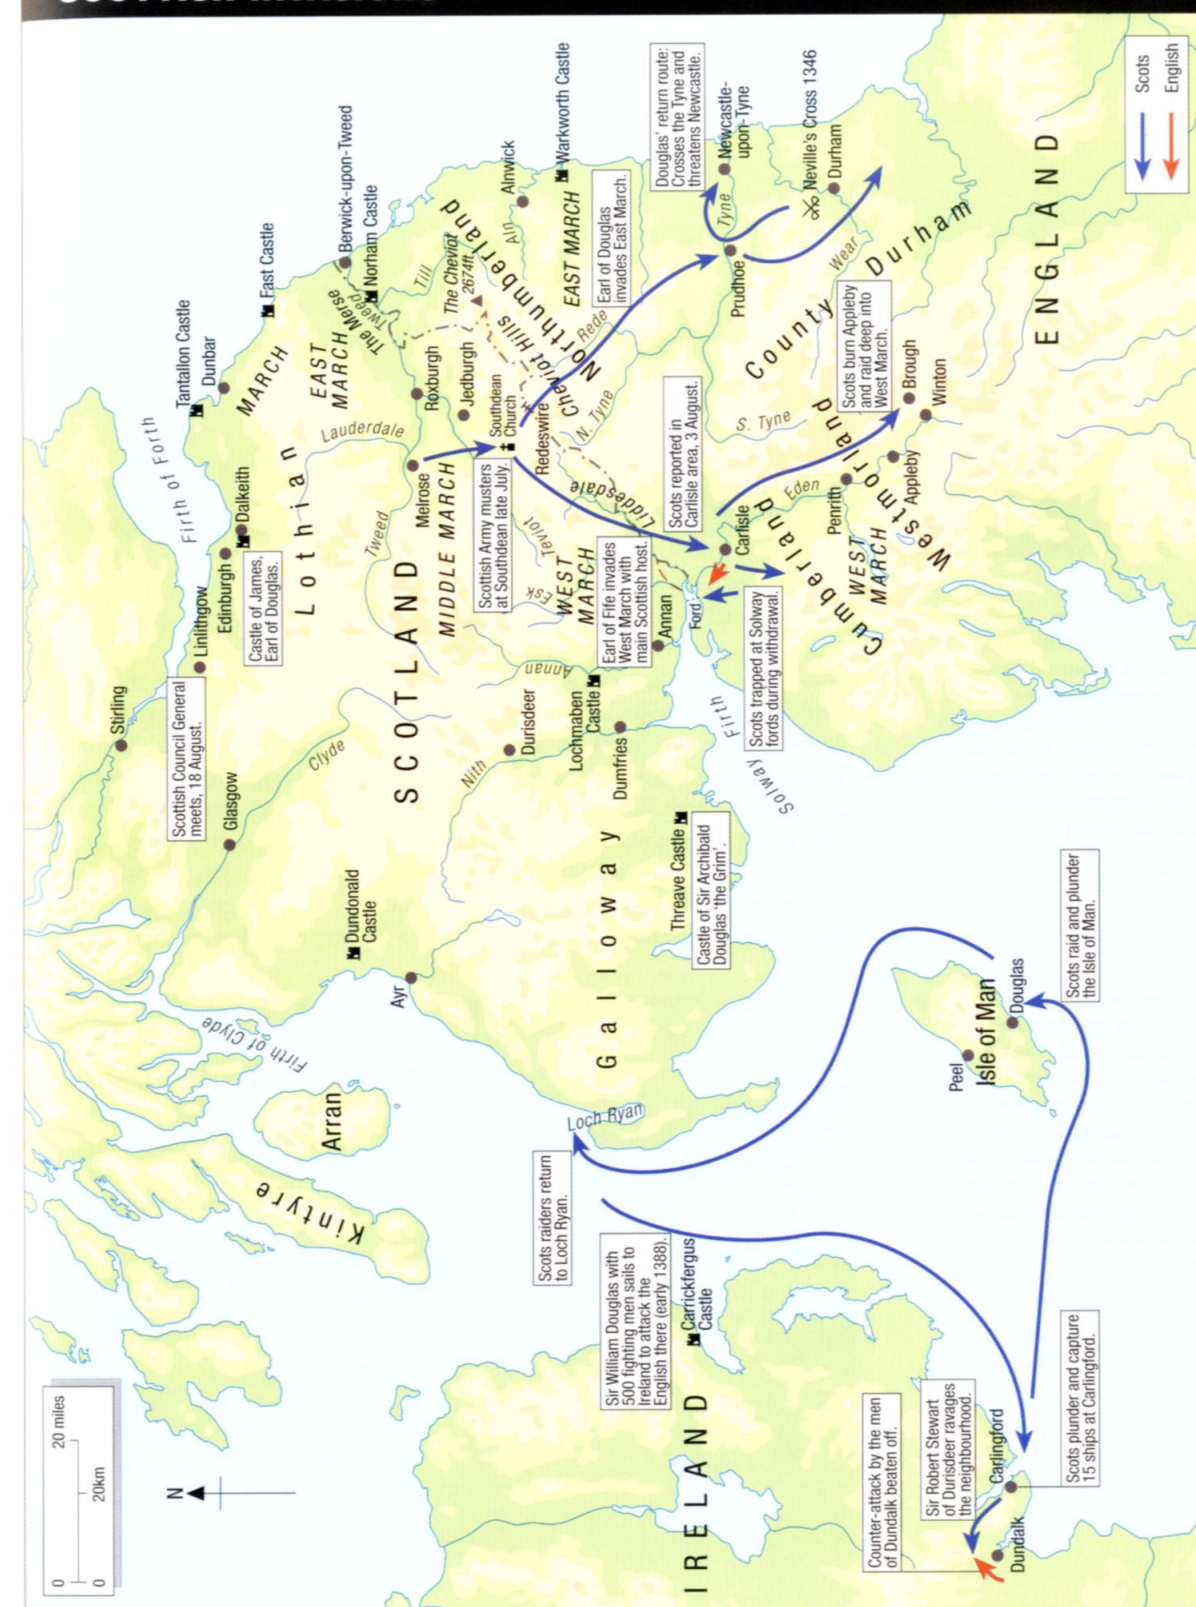 0 20 miles
0 20km
N
Scots
English
SCOTLAND
ENGLAND
IRELAND
Kintyre
Arran
Firth of Clyde
Firth of Forth
Stirling
Scottish Council General
meets, 18 August.
Linlithgow
Edinburgh
Dalkeith
Castle of James,
Earl of Douglas.
Glasgow
Clyde
Lothian
Tantallon Castle
Dunbar
Fast Castle
Berwick-upon-Tweed
Norham Castle
MARCH
EAST
MARCH
The Merse
Tweed
Till
Lauderdale
Tweed
Roxburgh
Jedburgh
Melrose
MIDDLE MARCH
Southdean
Church
Redeswire
Scottish Army musters
at Southdean late July.
Teviot
The Cheviot
2674ft
Cheviot Hills
Northumberland
Aln
Alnwick
Warkworth Castle
EAST MARCH
Earl of Douglas
invades East March.
Rede
N. Tyne
Liddesdale
Esk
WEST
MARCH
Earl of Fife invades
West March with
main Scottish host.
Annan
Annan
Ford
Lochmaben
Castle
Durisdeer
Nith
Dumfries
Dundonald
Castle
Ayr
Galloway
Threave Castle
Castle of Sir Archibald
Douglas 'the Grim'.
Solway Firth
Scots trapped at Solway
fords during withdrawal.
Scots reported in
Carlisle area, 3 August.
Carlisle
Cumberland
Eden
Penrith
WEST
MARCH
Westmorland
Appleby
Brough
Winton
Scots burn Appleby
and raid deep into
West March.
S. Tyne
County Durham
Wear
Prudhoe
Tyne
Douglas' return route:
Crosses the Tyne and
threatens Newcastle.
Newcastle-
upon-Tyne
Neville's Cross 1346
Durham
Loch Ryan
Scots raiders return
to Loch Ryan.
Sir William Douglas with
500 fighting men sails to
Ireland to attack the
English there (early 1388).
Carrickfergus
Castle
Counter-attack by the men
of Dundalk beaten off.
Sir Robert Stewart
of Durisdeer ravages
the neighbourhood.
Carlingford
Dundalk
Scots plunder and capture
15 ships at Carlingford.
Peel
Isle of Man
Douglas
Scots raid and plunder
the Isle of Man.